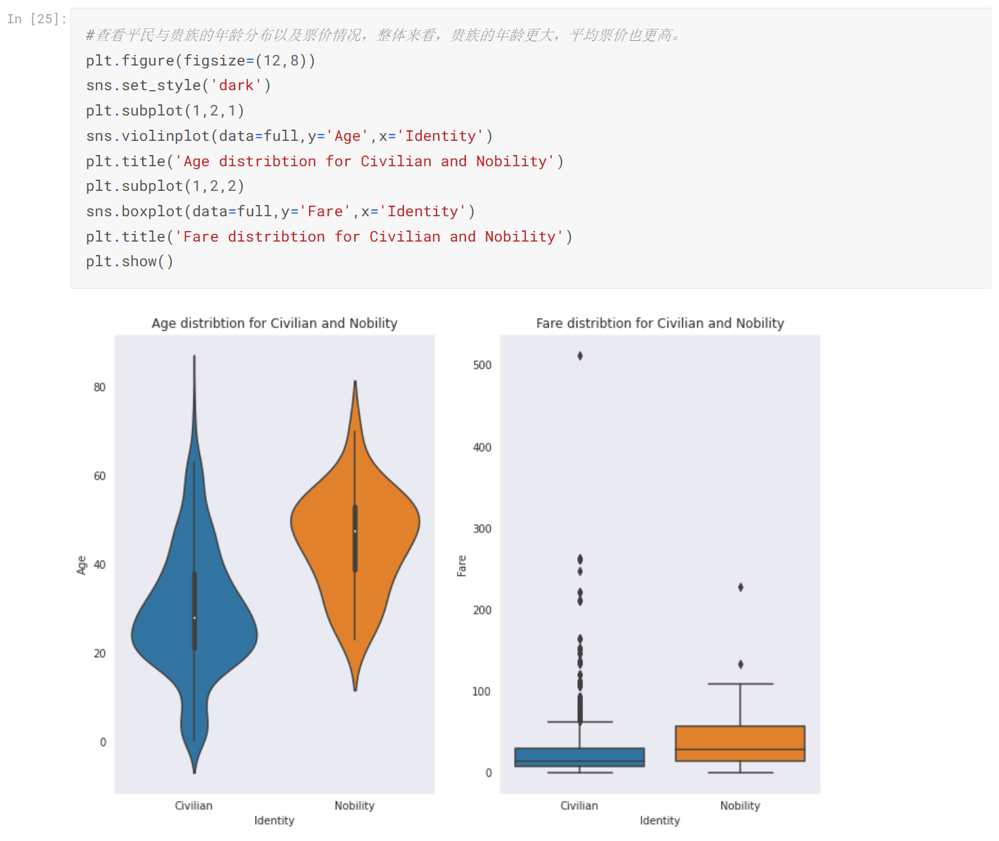 In [25]:
#查看平民与贵族的年龄分布以及票价情况，整体来看，贵族的年龄更大，平均票价也更高。
plt.figure(figsize=(12,8))
sns.set_style('dark')
plt.subplot(1,2,1)
sns.violinplot(data=full,y='Age',x='Identity')
plt.title('Age distribtion for Civilian and Nobility')
plt.subplot(1,2,2)
sns.boxplot(data=full,y='Fare',x='Identity')
plt.title('Fare distribtion for Civilian and Nobility')
plt.show()
Age distribtion for Civilian and Nobility
80
60
40
20
0
Age
Civilian
Nobility
Identity
Fare distribtion for Civilian and Nobility
500
400
300
200
100
0
Fare
Civilian
Nobility
Identity